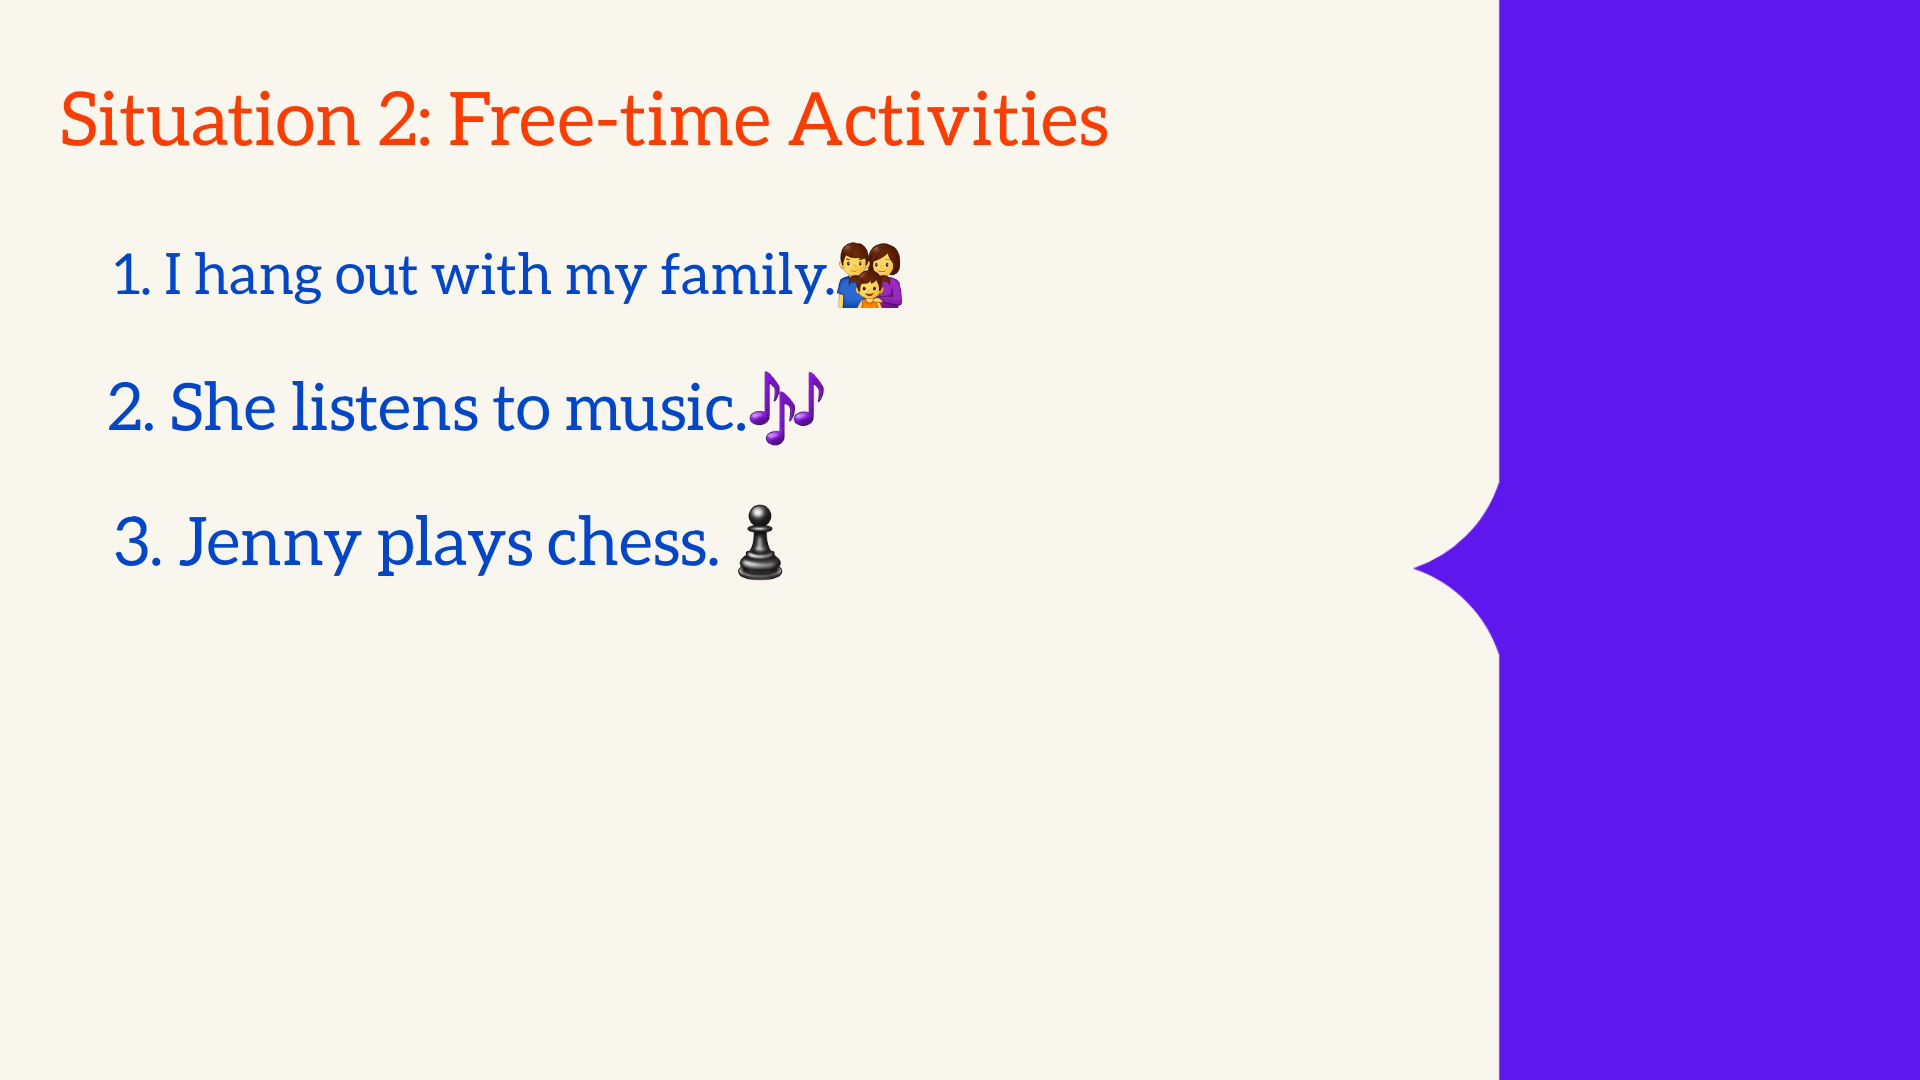 Situation 2: Free-time Activities
1. I hang out with my family.
2. She listens to music.
3. Jenny plays chess.